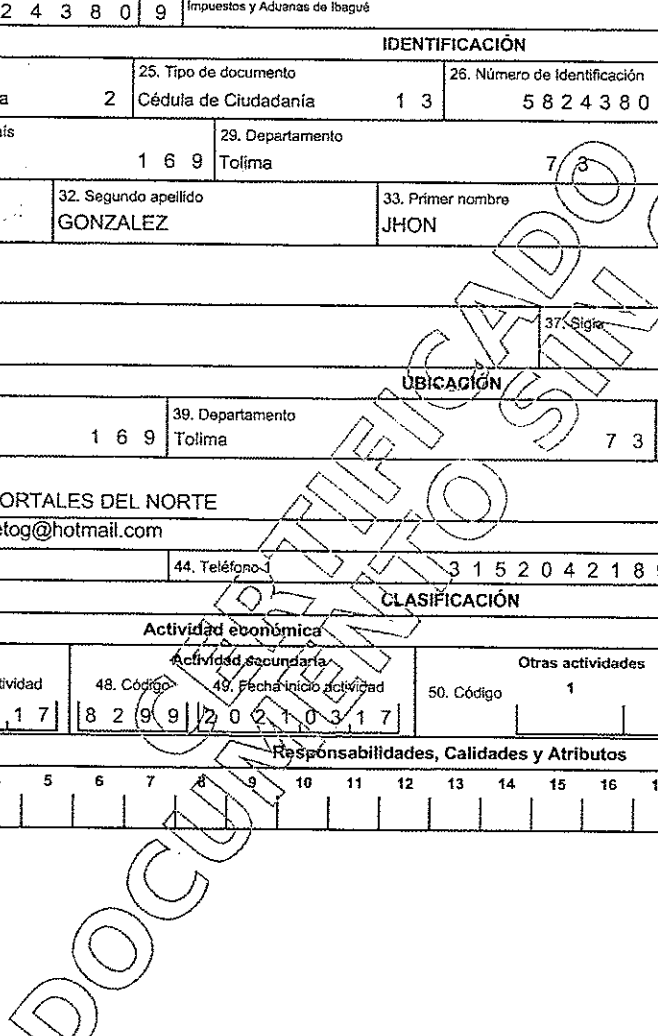 2 4 3 8 0 9 Impuestos y Aduanas de Ibagué
IDENTIFICACIÓN
25. Tipo de documento 26. Número de Identificación
a 2 Cédula de Ciudadanía 1 3 5 8 2 4 3 8 0
ís 29. Departamento
1 6 9 Tolima 7 3
32. Segundo apellido 33. Primer nombre
GONZALEZ JHON
37. Sigla
UBICACIÓN
39. Departamento
1 6 9 Tolima 7 3
ORTALES DEL NORTE
etog@hotmail.com
44. Teléfono 1 3 1 5 2 0 4 2 1 8
CLASIFICACIÓN
Actividad económica
Actividad secundaria Otras actividades
tividad 48. Código 49. Fecha inicio actividad 50. Código 1
1 7 8 2 9 9 2 0 2 1 0 3 1 7
Responsabilidades, Calidades y Atributos
5 6 7 8 9 10 11 12 13 14 15 16 1
CERTIFICADO
DOCUMENTO SIN